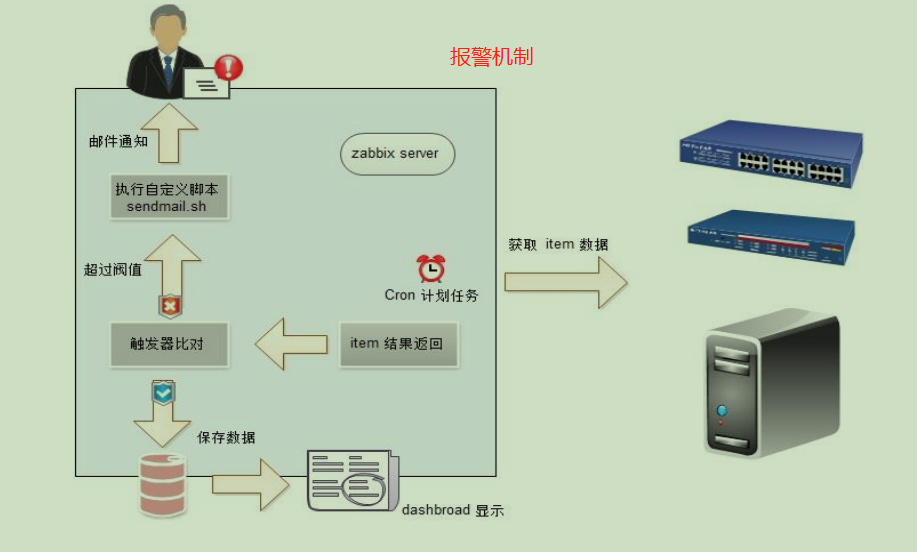 报警机制
邮件通知
zabbix server
执行自定义脚本
sendmail.sh
超过阀值
获取 item 数据
Cron 计划任务
触发器比对
item 结果返回
保存数据
dashbroad 显示